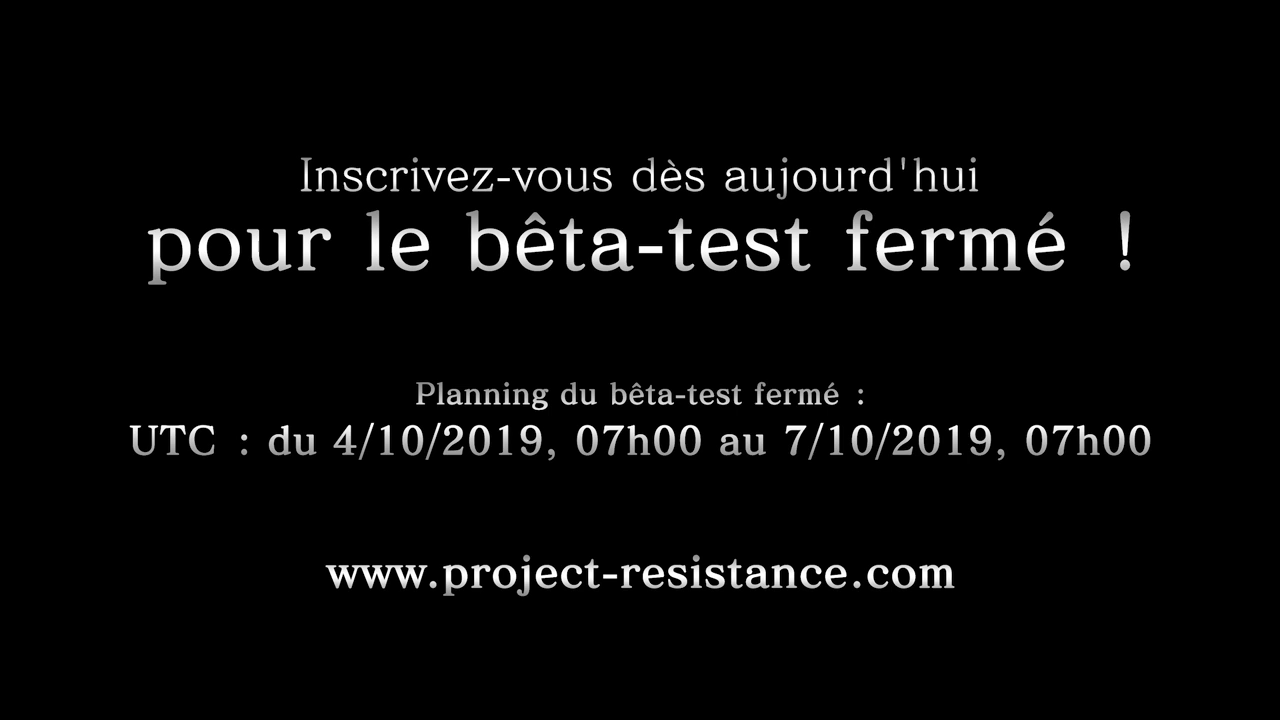 Inscrivez-vous dès aujourd'hui
pour le bêta-test fermé !
Planning du bêta-test fermé :
UTC : du 4/10/2019, 07h00 au 7/10/2019, 07h00
www.project-resistance.com